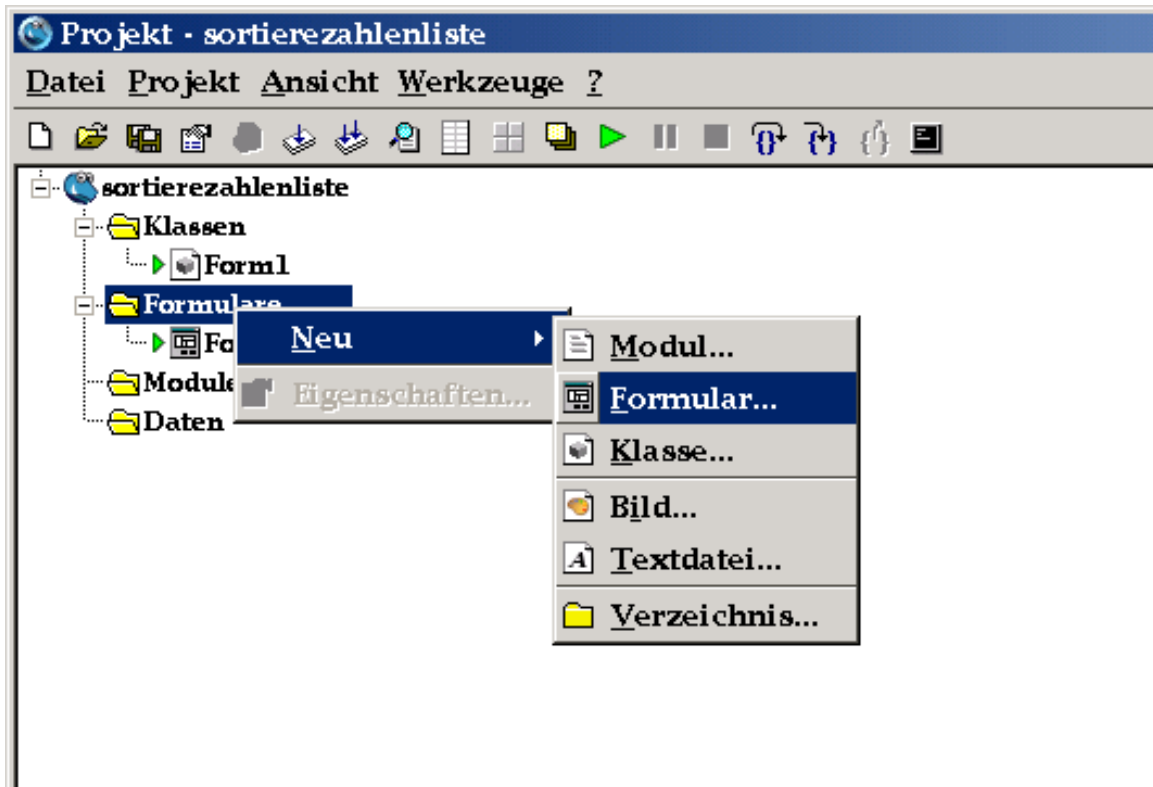 Projekt - sortierezahlenliste
Datei Projekt Ansicht Werkzeuge ?
sortierezahlenliste
Klassen
Form1
Formulare
Neu
Eigenschaften...
Daten
Modul...
Formular...
Klasse...
Bild...
Textdatei...
Verzeichnis...